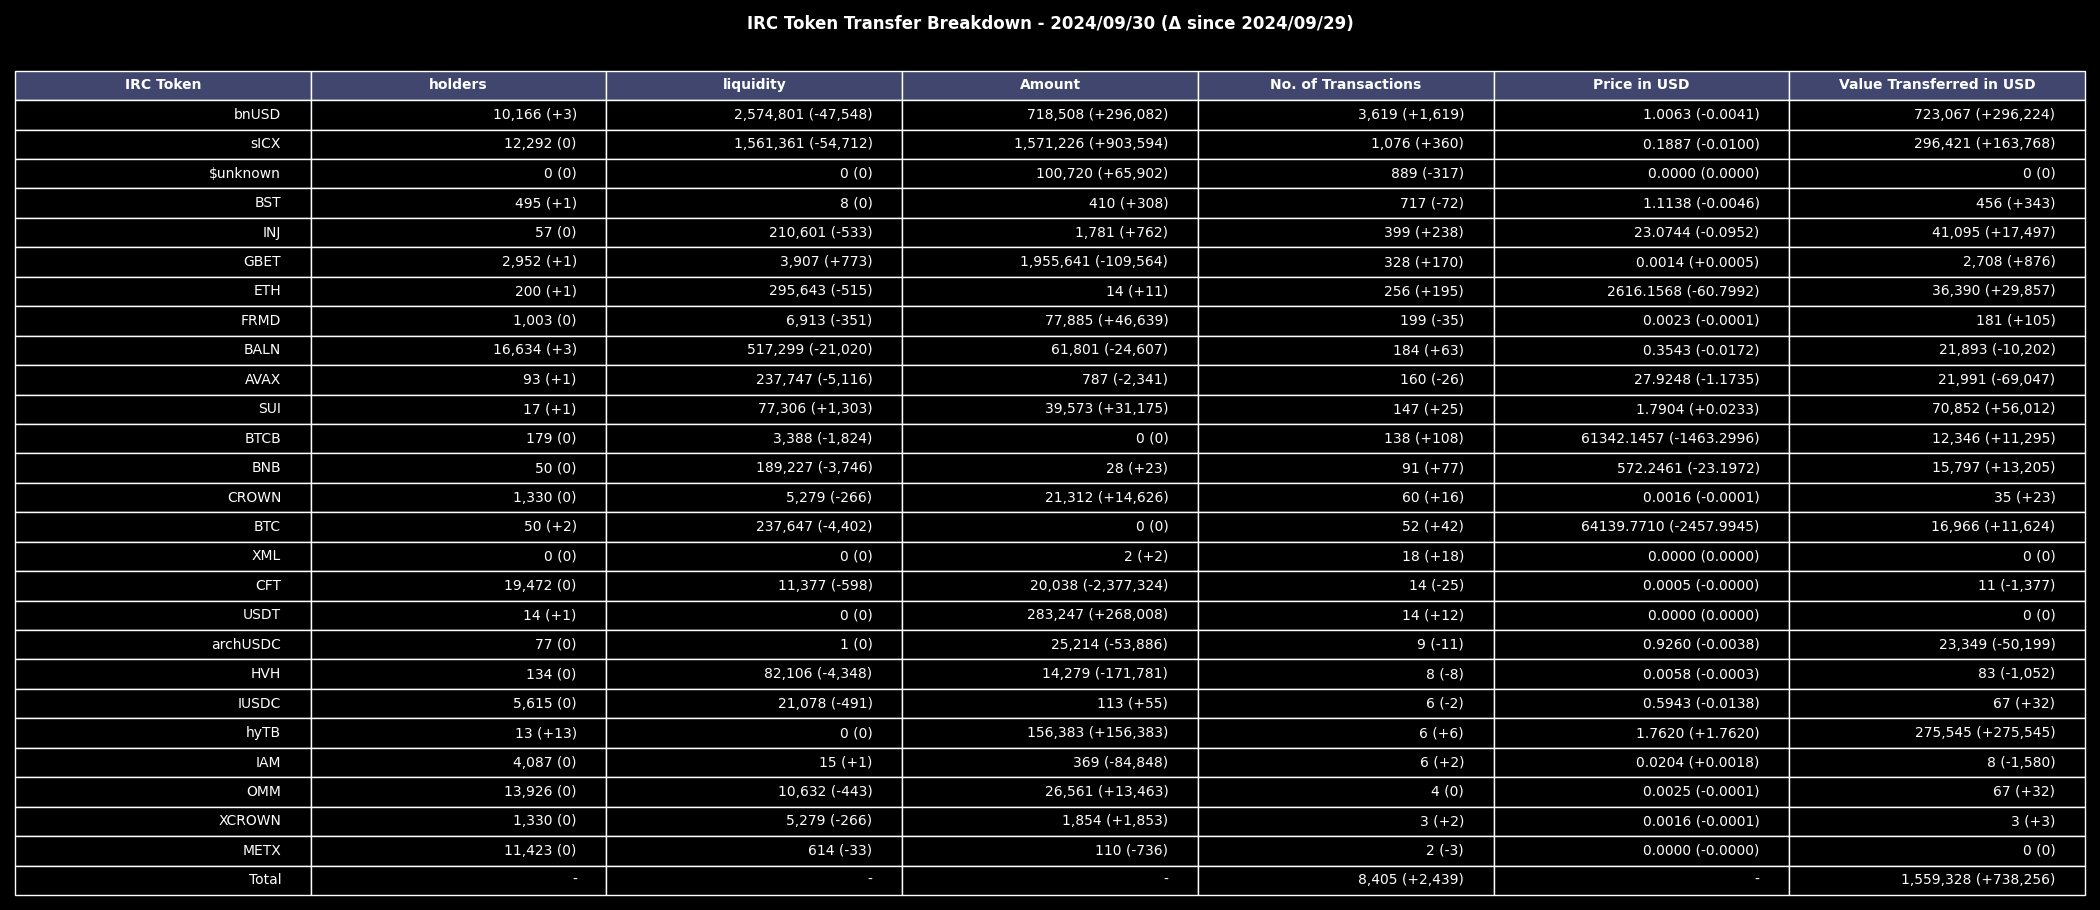 IRC Token Transfer Breakdown - 2024/09/30 (Δ since 2024/09/29)
IRC Token holders liquidity Amount No. of Transactions Price in USD Value Transferred in USD
bnUSD 10,166 (+3) 2,574,801 (-47,548) 718,508 (+296,082) 3,619 (+1,619) 1.0063 (-0.0041) 723,067 (+296,224)
sICX 12,292 (0) 1,561,361 (-54,712) 1,571,226 (+903,594) 1,076 (+360) 0.1887 (-0.0100) 296,421 (+163,768)
$unknown 0 (0) 0 (0) 100,720 (+65,902) 889 (-317) 0.0000 (0.0000) 0 (0)
BST 495 (+1) 8 (0) 410 (+308) 717 (-72) 1.1138 (-0.0046) 456 (+343)
INJ 57 (0) 210,601 (-533) 1,781 (+762) 399 (+238) 23.0744 (-0.0952) 41,095 (+17,497)
GBET 2,952 (+1) 3,907 (+773) 1,955,641 (-109,564) 328 (+170) 0.0014 (+0.0005) 2,708 (+876)
ETH 200 (+1) 295,643 (-515) 14 (+11) 256 (+195) 2616.1568 (-60.7992) 36,390 (+29,857)
FRMD 1,003 (0) 6,913 (-351) 77,885 (+46,639) 199 (-35) 0.0023 (-0.0001) 181 (+105)
BALN 16,634 (+3) 517,299 (-21,020) 61,801 (-24,607) 184 (+63) 0.3543 (-0.0172) 21,893 (-10,202)
AVAX 93 (+1) 237,747 (-5,116) 787 (-2,341) 160 (-26) 27.9248 (-1.1735) 21,991 (-69,047)
SUI 17 (+1) 77,306 (+1,303) 39,573 (+31,175) 147 (+25) 1.7904 (+0.0233) 70,852 (+56,012)
BTCB 179 (0) 3,388 (-1,824) 0 (0) 138 (+108) 61342.1457 (-1463.2996) 12,346 (+11,295)
BNB 50 (0) 189,227 (-3,746) 28 (+23) 91 (+77) 572.2461 (-23.1972) 15,797 (+13,205)
CROWN 1,330 (0) 5,279 (-266) 21,312 (+14,626) 60 (+16) 0.0016 (-0.0001) 35 (+23)
BTC 50 (+2) 237,647 (-4,402) 0 (0) 52 (+42) 64139.7710 (-2457.9945) 16,966 (+11,624)
XML 0 (0) 0 (0) 2 (+2) 18 (+18) 0.0000 (0.0000) 0 (0)
CFT 19,472 (0) 11,377 (-598) 20,038 (-2,377,324) 14 (-25) 0.0005 (-0.0000) 11 (-1,377)
USDT 14 (+1) 0 (0) 283,247 (+268,008) 14 (+12) 0.0000 (0.0000) 0 (0)
archUSDC 77 (0) 1 (0) 25,214 (-53,886) 9 (-11) 0.9260 (-0.0038) 23,349 (-50,199)
HVH 134 (0) 82,106 (-4,348) 14,279 (-171,781) 8 (-8) 0.0058 (-0.0003) 83 (-1,052)
IUSDC 5,615 (0) 21,078 (-491) 113 (+55) 6 (-2) 0.5943 (-0.0138) 67 (+32)
hyTB 13 (+13) 0 (0) 156,383 (+156,383) 6 (+6) 1.7620 (+1.7620) 275,545 (+275,545)
IAM 4,087 (0) 15 (+1) 369 (-84,848) 6 (+2) 0.0204 (+0.0018) 8 (-1,580)
OMM 13,926 (0) 10,632 (-443) 26,561 (+13,463) 4 (0) 0.0025 (-0.0001) 67 (+32)
XCROWN 1,330 (0) 5,279 (-266) 1,854 (+1,853) 3 (+2) 0.0016 (-0.0001) 3 (+3)
METX 11,423 (0) 614 (-33) 110 (-736) 2 (-3) 0.0000 (-0.0000) 0 (0)
Total - - - 8,405 (+2,439) - 1,559,328 (+738,256)